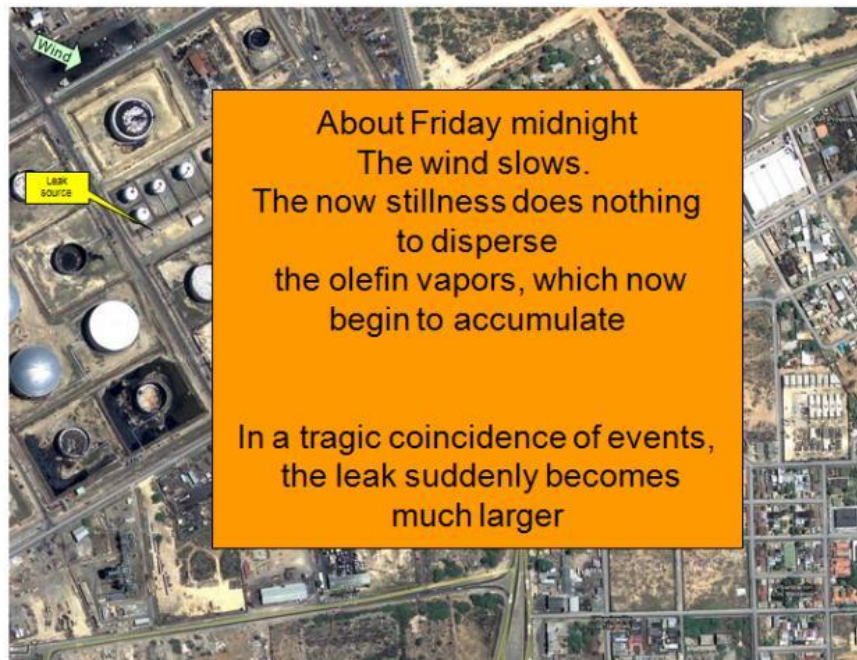 Wind
Leak
source
About Friday midnight
The wind slows.
The now stillness does nothing
to disperse
the olefin vapors, which now
begin to accumulate
In a tragic coincidence of events,
the leak suddenly becomes
much larger